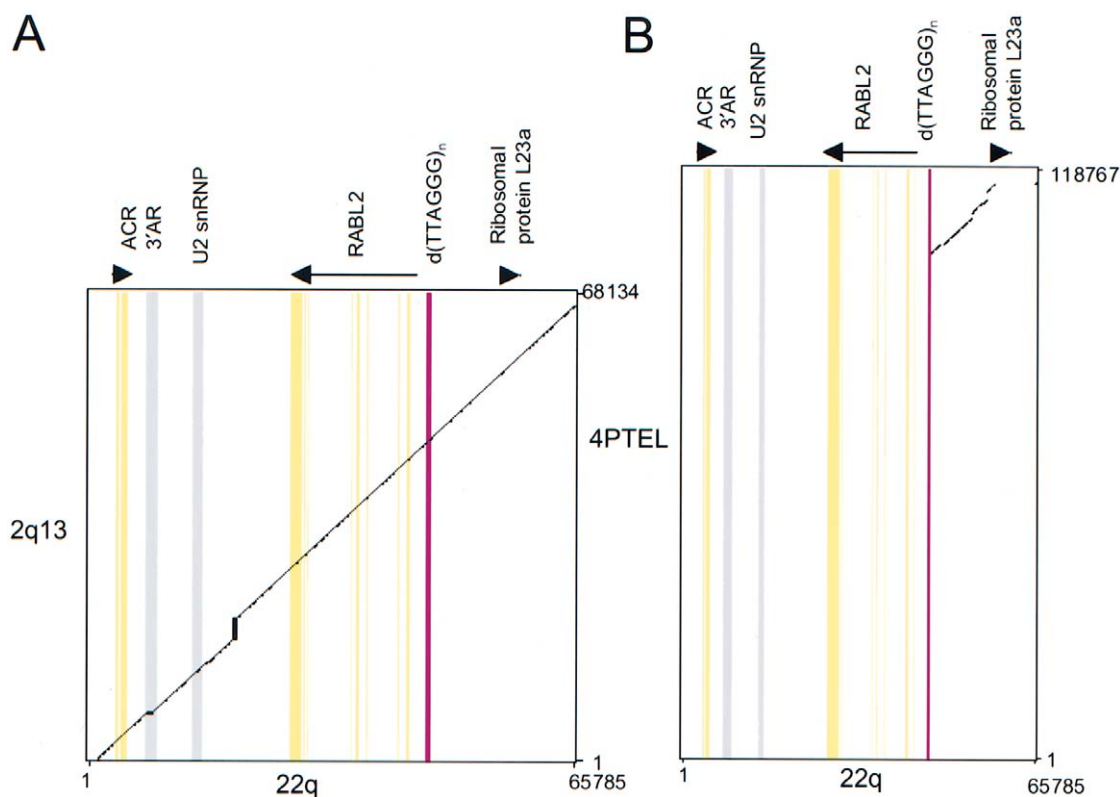 A
ACR
3'AR
U2 snRNP
RABL2
d(TTAGGG)n
Ribosomal
protein L23a
68134
2q13
1
1
22q
65785
B
ACR
3'AR
U2 snRNP
RABL2
d(TTAGGG)n
Ribosomal
protein L23a
118767
4PTEL
1
1
22q
65785